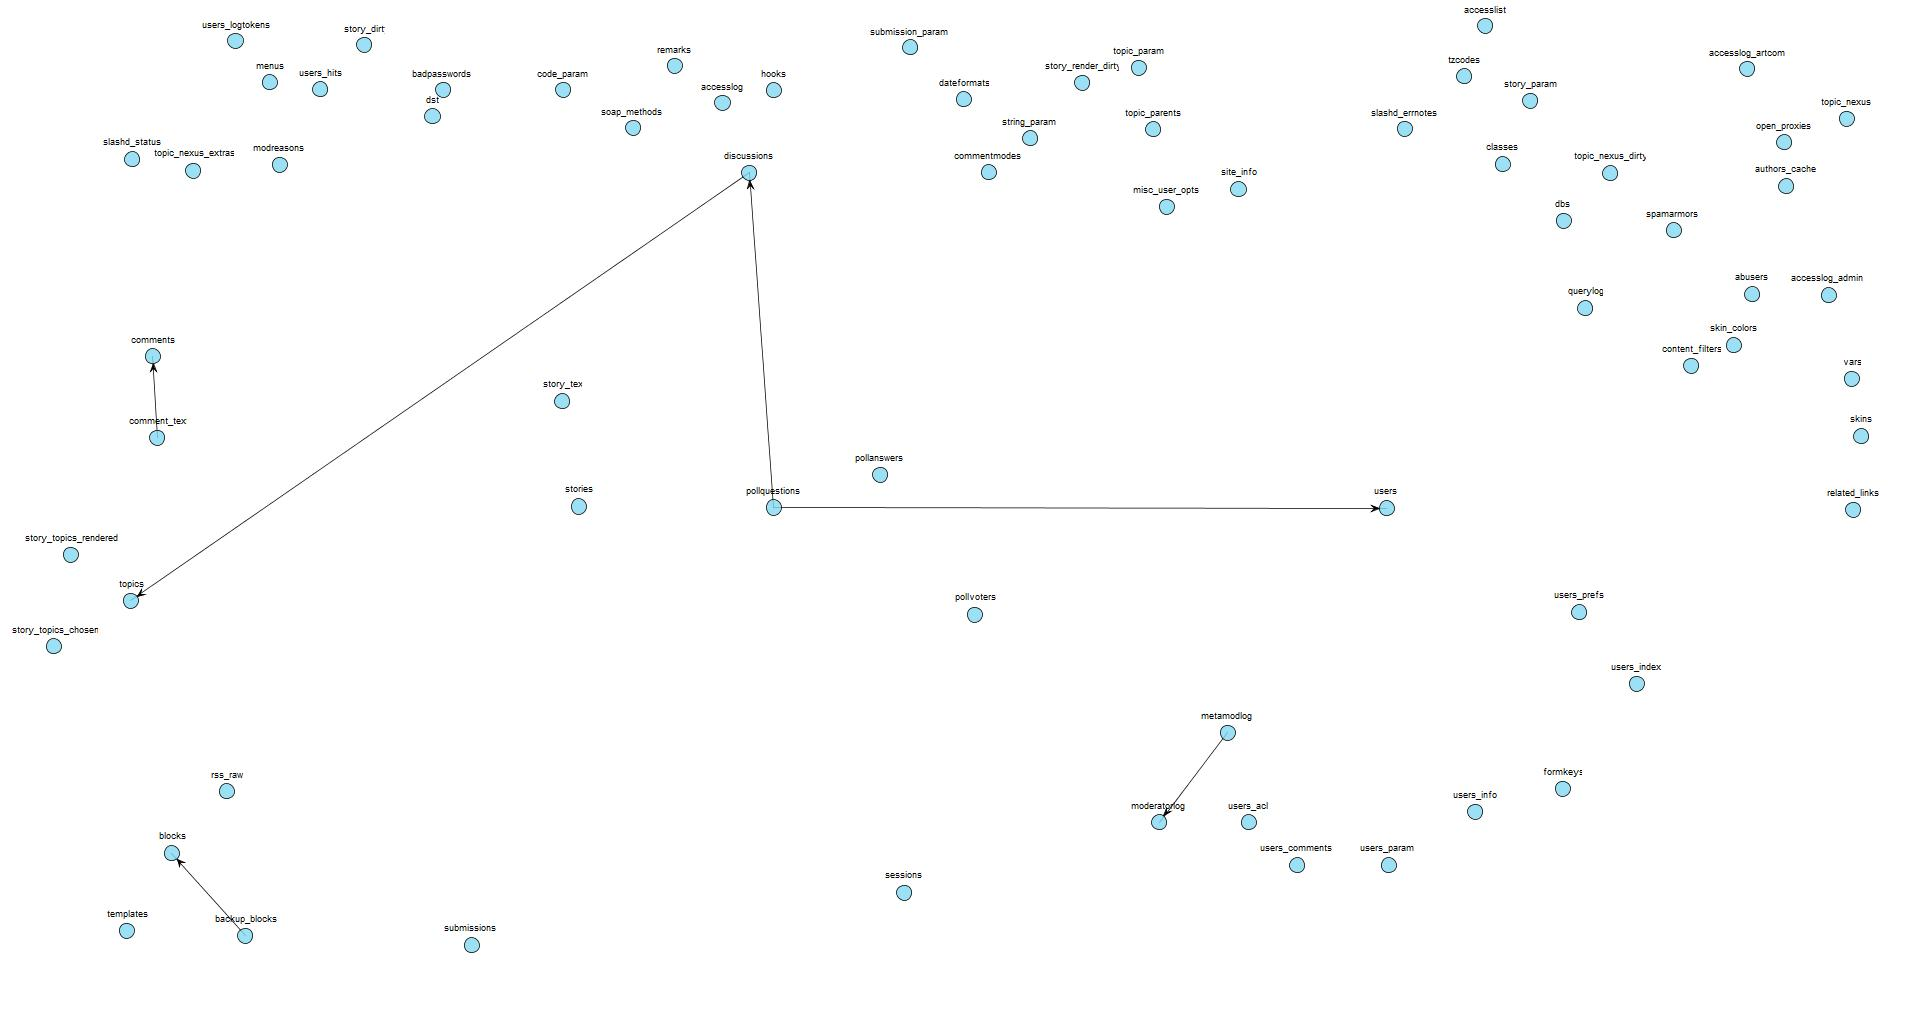 accesslist
users_logtokens
story_dirt
submission_param
remarks
topic_param
accesslog_artcom
tzcodes
menus
users_hits
badpasswords
code_param
hooks
story_render_dirty
dateformats
accesslog
story_param
dst
topic_nexus
soap_methods
string_param
topic_parents
slashd_errnotes
open_proxies
slashd_status
topic_nexus_extras
modreasons
discussions
commentmodes
classes
topic_nexus_dirty
authors_cache
site_info
misc_user_opts
dbs
spamarmors
abusers
accesslog_admin
querylog
skin_colors
comments
content_filters
vars
story_tex
comment_tex
skins
pollanswers
stories
pollquestions
users
related_links
story_topics_rendered
topics
pollvoters
users_prefs
story_topics_chosen
users_index
metamodlog
rss_raw
formkeys
users_info
moderatorlog
users_acl
blocks
users_comments
users_param
sessions
templates
backup_blocks
submissions